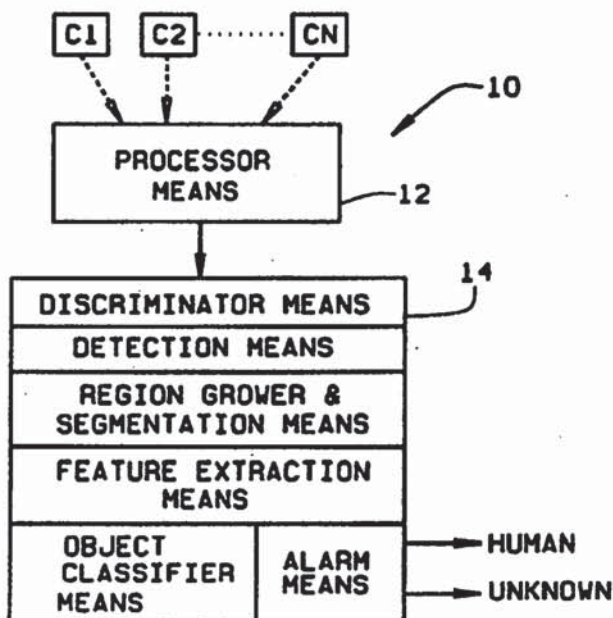 C1 C2 CN
10
PROCESSOR
MEANS
12
14
DISCRIMINATOR MEANS
DETECTION MEANS
REGION GROWER &
SEGMENTATION MEANS
FEATURE EXTRACTION
MEANS
OBJECT
CLASSIFIER
MEANS
ALARM
MEANS
HUMAN
UNKNOWN